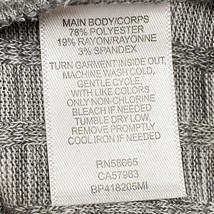 MAIN BODY/CORPS
78% POLYESTER
19% RAYON/RAYONNE
3% SPANDEX
TURN GARMENT INSIDE OUT,
MACHINE WASH COLD,
GENTLE CYCLE,
WITH LIKE COLORS
ONLY NON-CHLORINE
BLEACH IF NEEDED
TUMBLE DRY LOW,
REMOVE PROMPTLY
COOL IRON IF NEEDED
RN58665
CA57963
BP418205MI